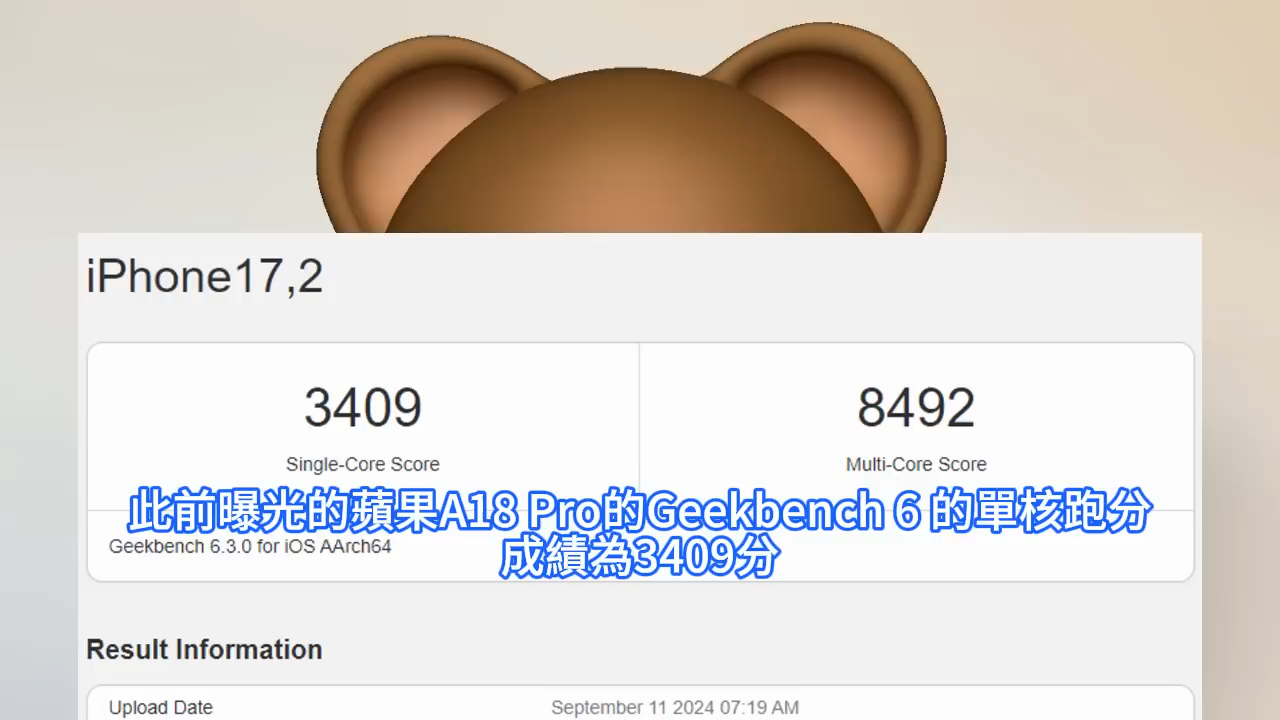 iPhone17,2
3409
8492
Single-Core Score
Multi-Core Score
此前曝光的蘋果A18 Pro的Geekbench 6 的單核跑分
成績為3409分
Geekbench 6.3.0 for iOS AArch64
Result Information
Upload Date
September 11 2024 07:19 AM